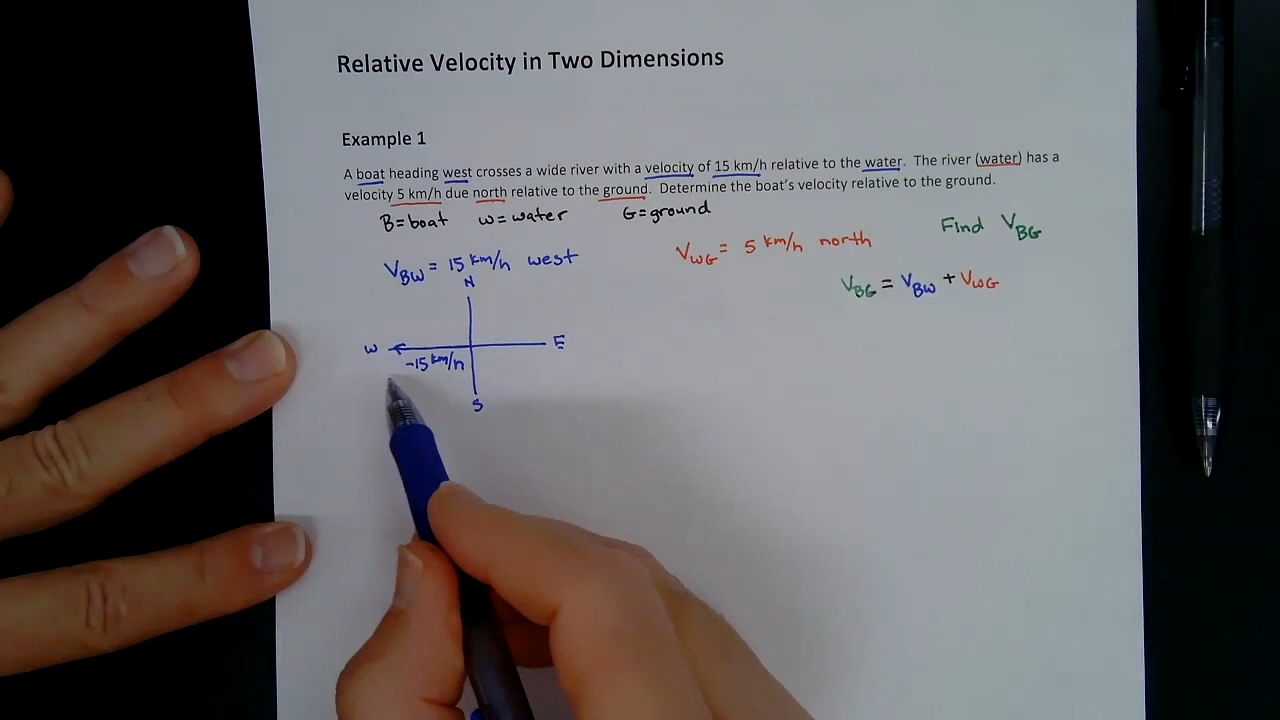 Relative Velocity in Two Dimensions
Example 1
A boat heading west crosses a wide river with a velocity of 15 km/h relative to the water. The river (water) has a
velocity 5 km/h due north relative to the ground. Determine the boat's velocity relative to the ground.
B=boat w=water G=ground
Find VBG
VBW = 15 km/h west
VWG = 5 km/h north
VBG = VBW + VWG
N
W
E
-15 km/h
S